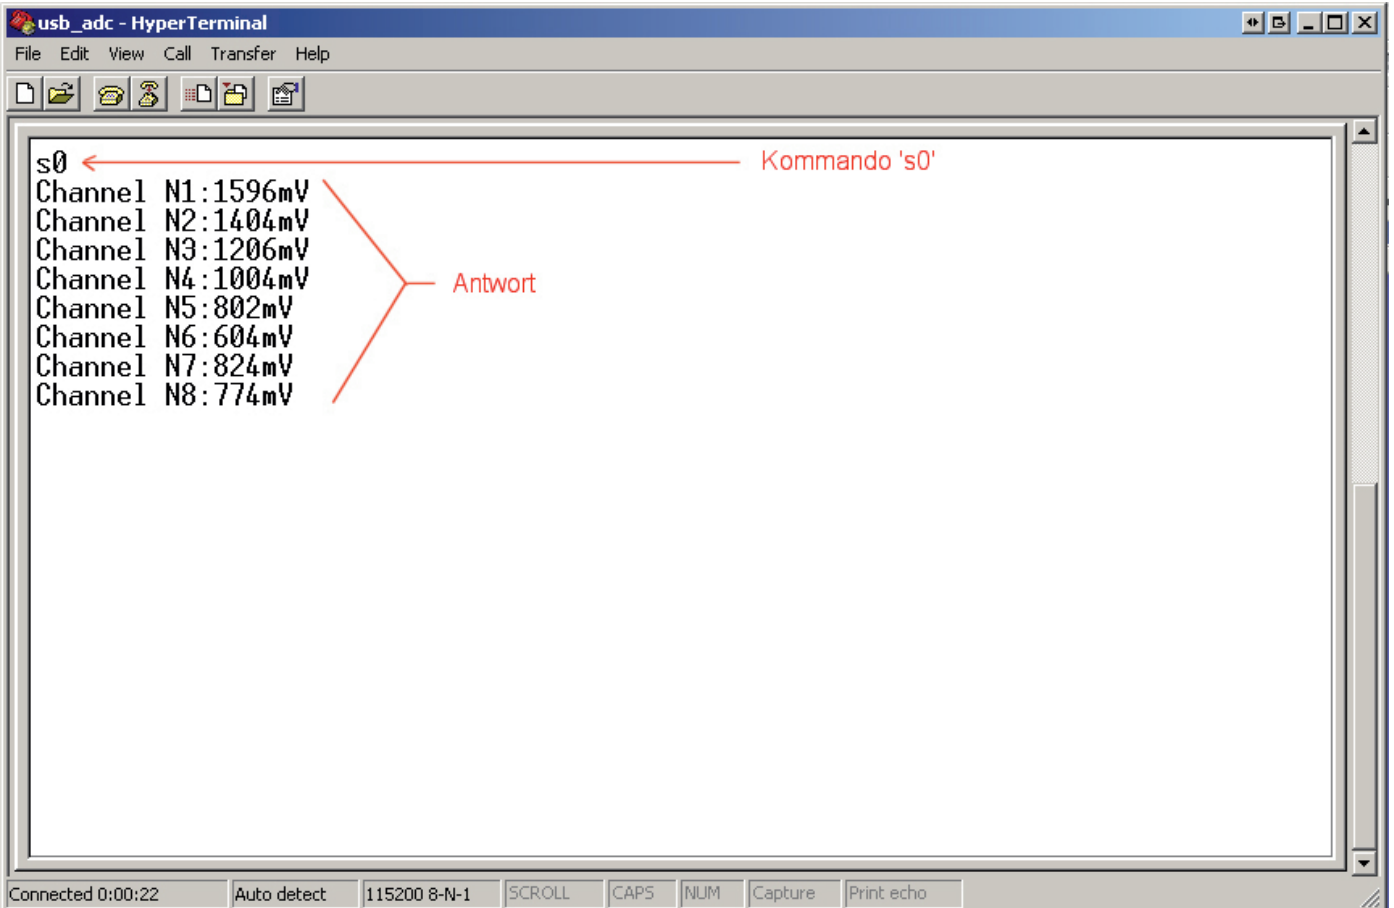 usb_adc - HyperTerminal
File Edit View Call Transfer Help
s0 Kommando 's0'
Channel N1:1596mV
Channel N2:1404mV
Channel N3:1206mV
Channel N4:1004mV
Antwort
Channel N5:802mV
Channel N6:604mV
Channel N7:824mV
Channel N8:774mV
Connected 0:00:22 Auto detect 115200 8-N-1 SCROLL CAPS NUM Capture Print echo